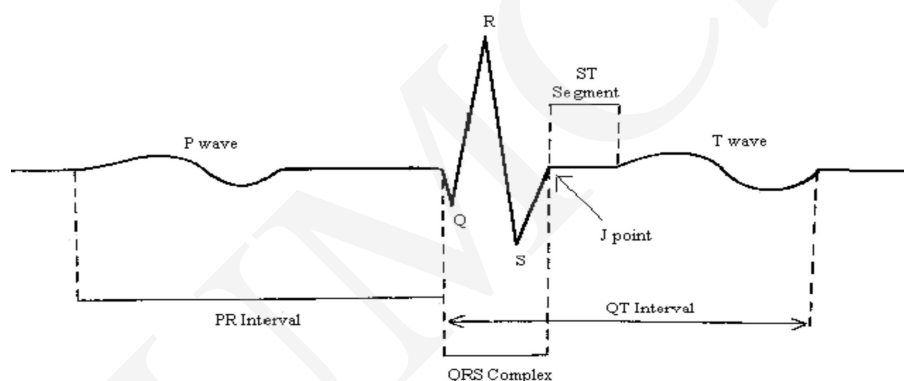 R
ST
Segment
P wave
T wave
Q
J point
S
PR Interval
QT Interval
QRS Complex